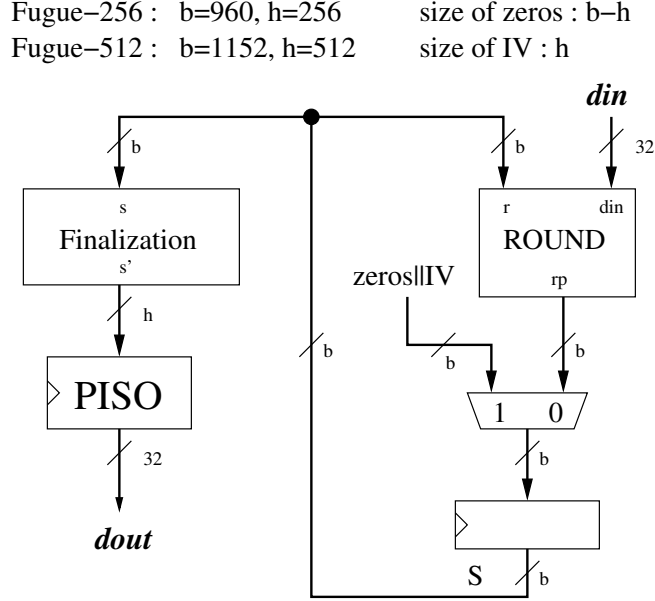 Fugue−256 : b=960, h=256 size of zeros : b−h
Fugue−512 : b=1152, h=512 size of IV : h
din
b
b
32
s
r din
Finalization
ROUND
s'
rp
zeros||IV
h
b
b
b
PISO
1 0
32
b
dout
S
b